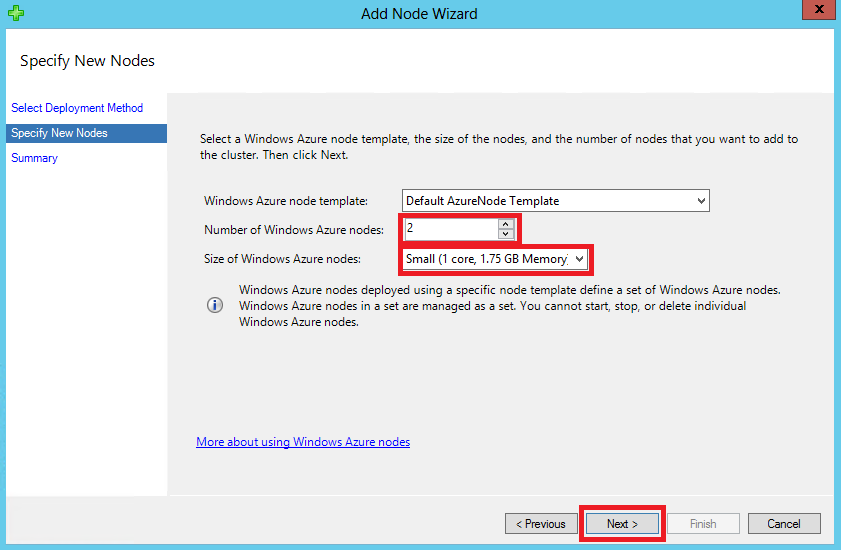 Add Node Wizard
x
Specify New Nodes
Select Deployment Method
Specify New Nodes
Summary
Select a Windows Azure node template, the size of the nodes, and the number of nodes that you want to add to
the cluster. Then click Next.
Windows Azure node template:
Default AzureNode Template
Number of Windows Azure nodes:
2
Size of Windows Azure nodes:
Small (1 core, 1.75 GB Memory)
Windows Azure nodes deployed using a specific node template define a set of Windows Azure nodes.
Windows Azure nodes in a set are managed as a set. You cannot start, stop, or delete individual
Windows Azure nodes.
More about using Windows Azure nodes
< Previous
Next >
Finish
Cancel